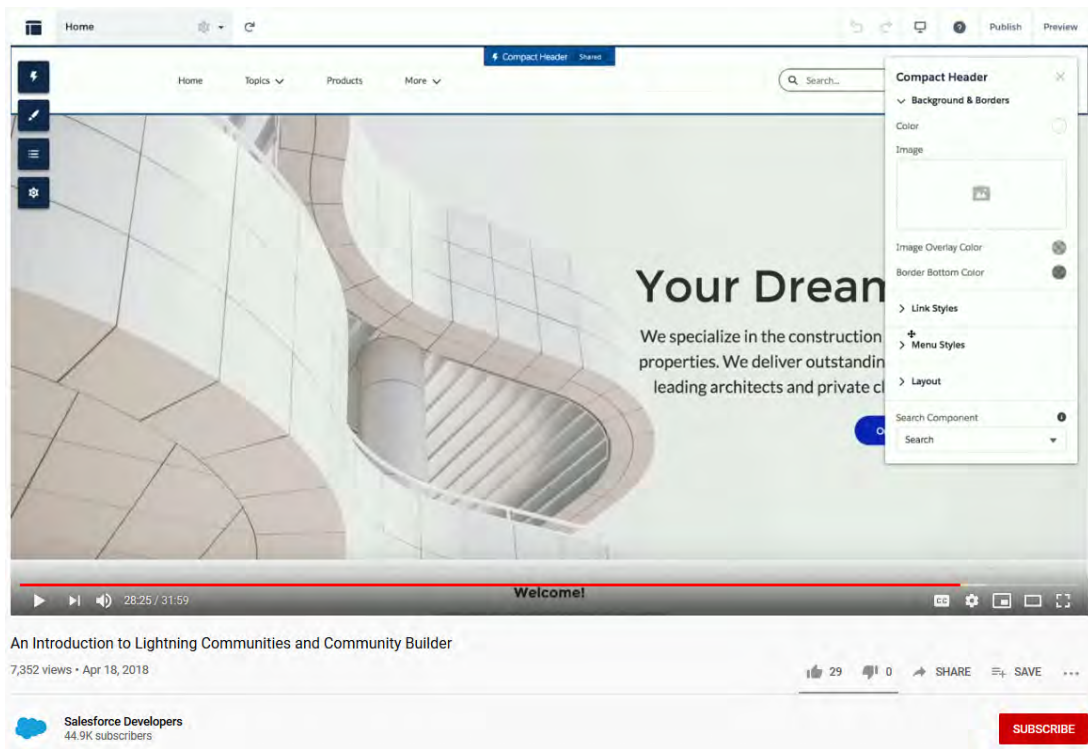 Home
Publish
Preview
Compact Header Shared
Home Topics Products More
Search...
Compact Header
Background & Borders
Color
Image
Image Overlay Color
Border Bottom Color
Link Styles
Menu Styles
Layout
Search Component
Search
Your Dream
We specialize in the construction
properties. We deliver outstanding
leading architects and private cl
Welcome!
28:25 / 31:59
CC
An Introduction to Lightning Communities and Community Builder
7,352 views • Apr 18, 2018
29
0
SHARE
SAVE
Salesforce Developers
44.9K subscribers
SUBSCRIBE